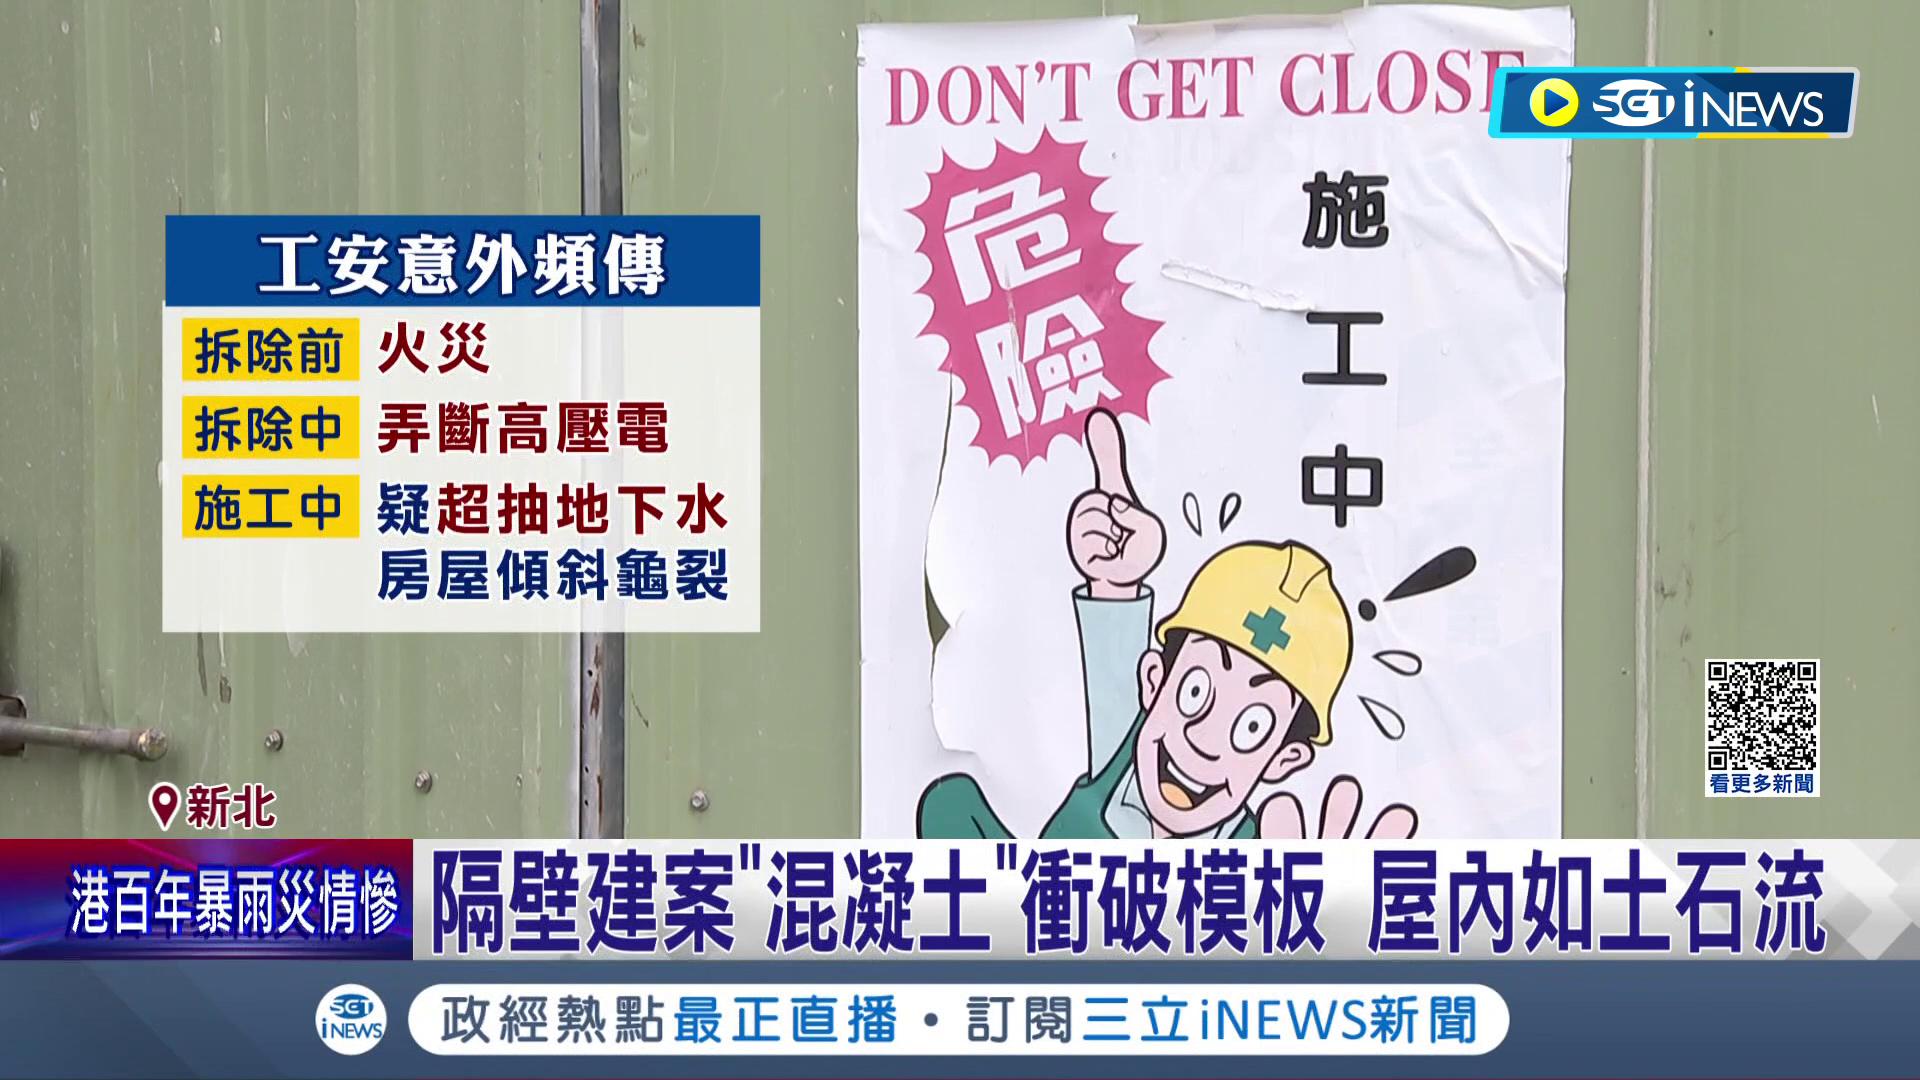 DON'T GET CLOSE
SET iNEWS
危險
施工中
工安意外頻傳
拆除前 火災
拆除中 弄斷高壓電
施工中 疑超抽地下水
房屋傾斜龜裂
看更多新聞
新北
港百年暴雨災情慘
隔壁建案"混凝土"衝破模板 屋內如土石流
SET iNEWS
政經熱點最正直播·訂閱三立iNEWS新聞